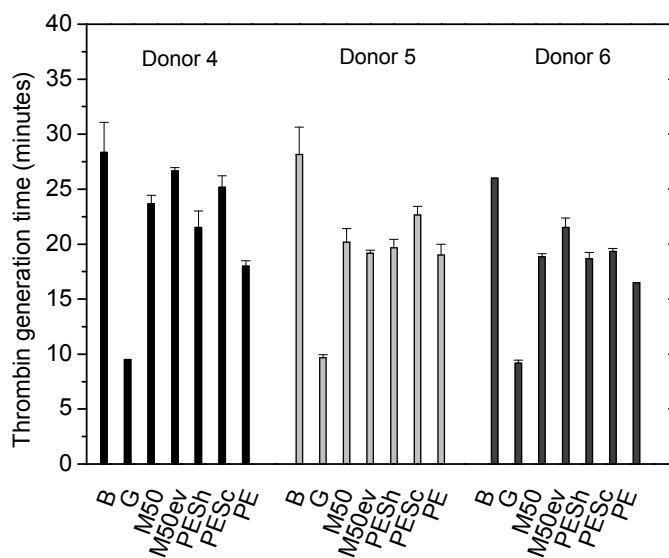 Thrombin generation time (minutes)
40
35
30
25
20
15
10
5
0
Donor 4
Donor 5
Donor 6
B
G
M50
M50ev
PESh
PESc
PE
B
G
M50
M50ev
PESh
PESc
PE
B
G
M50
M50ev
PESh
PESc
PE